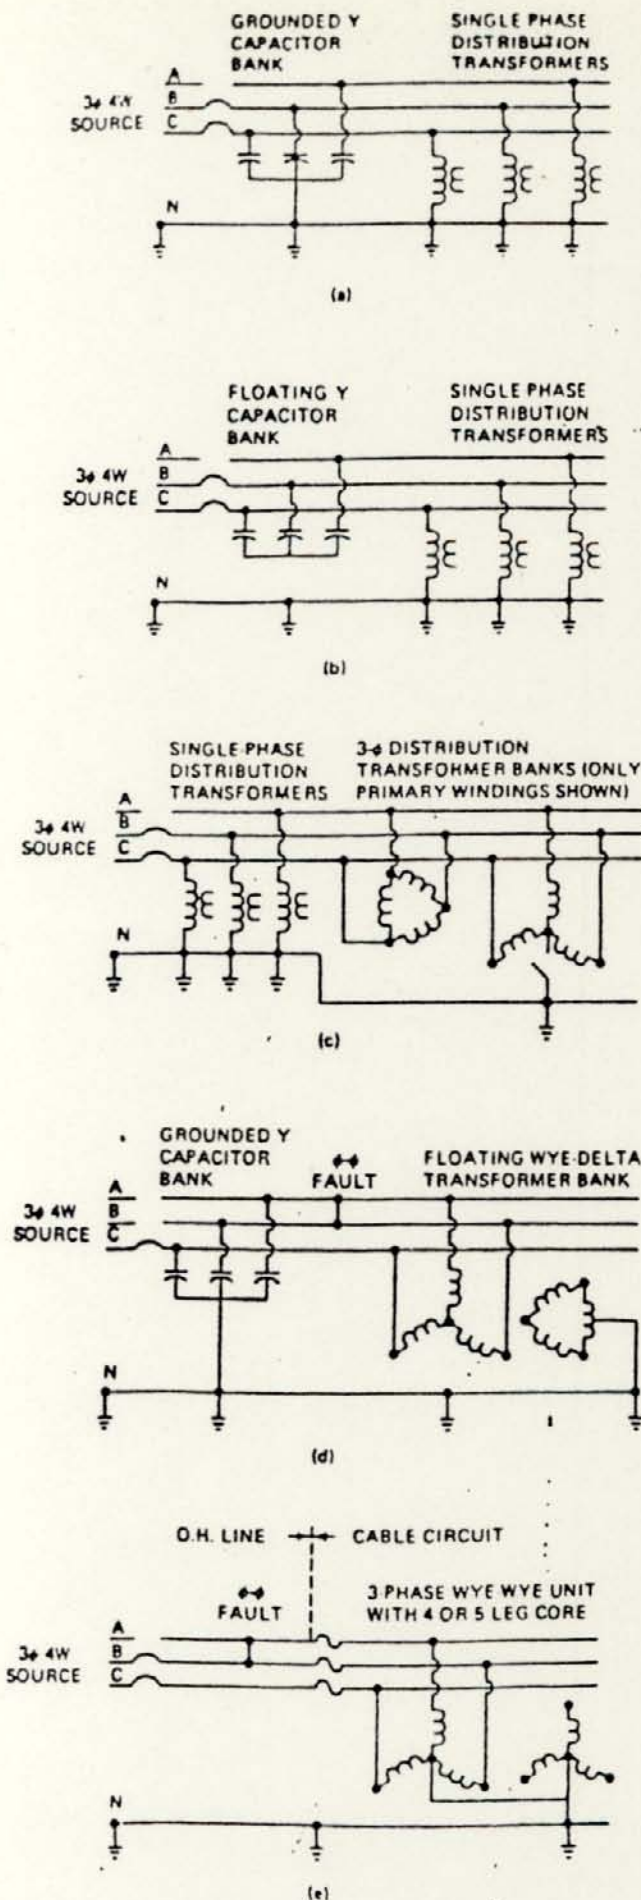 GROUNDED Y
CAPACITOR
BANK
SINGLE PHASE
DISTRIBUTION
TRANSFORMERS
3ϕ 4W
SOURCE
A
B
C
N
(a)
FLOATING Y
CAPACITOR
BANK
SINGLE PHASE
DISTRIBUTION
TRANSFORMERS
3ϕ 4W
SOURCE
A
B
C
N
(b)
SINGLE-PHASE
DISTRIBUTION
TRANSFORMERS
3-ϕ DISTRIBUTION
TRANSFORMER BANKS (ONLY
PRIMARY WINDINGS SHOWN)
3ϕ 4W
SOURCE
A
B
C
N
(c)
GROUNDED Y
CAPACITOR
BANK
ϕ-ϕ
FAULT
FLOATING WYE-DELTA
TRANSFORMER BANK
3ϕ 4W
SOURCE
A
B
C
N
(d)
O.H. LINE
CABLE CIRCUIT
ϕ-ϕ
FAULT
3 PHASE WYE WYE UNIT
WITH 4 OR 5 LEG CORE
3ϕ 4W
SOURCE
A
B
C
N
(e)